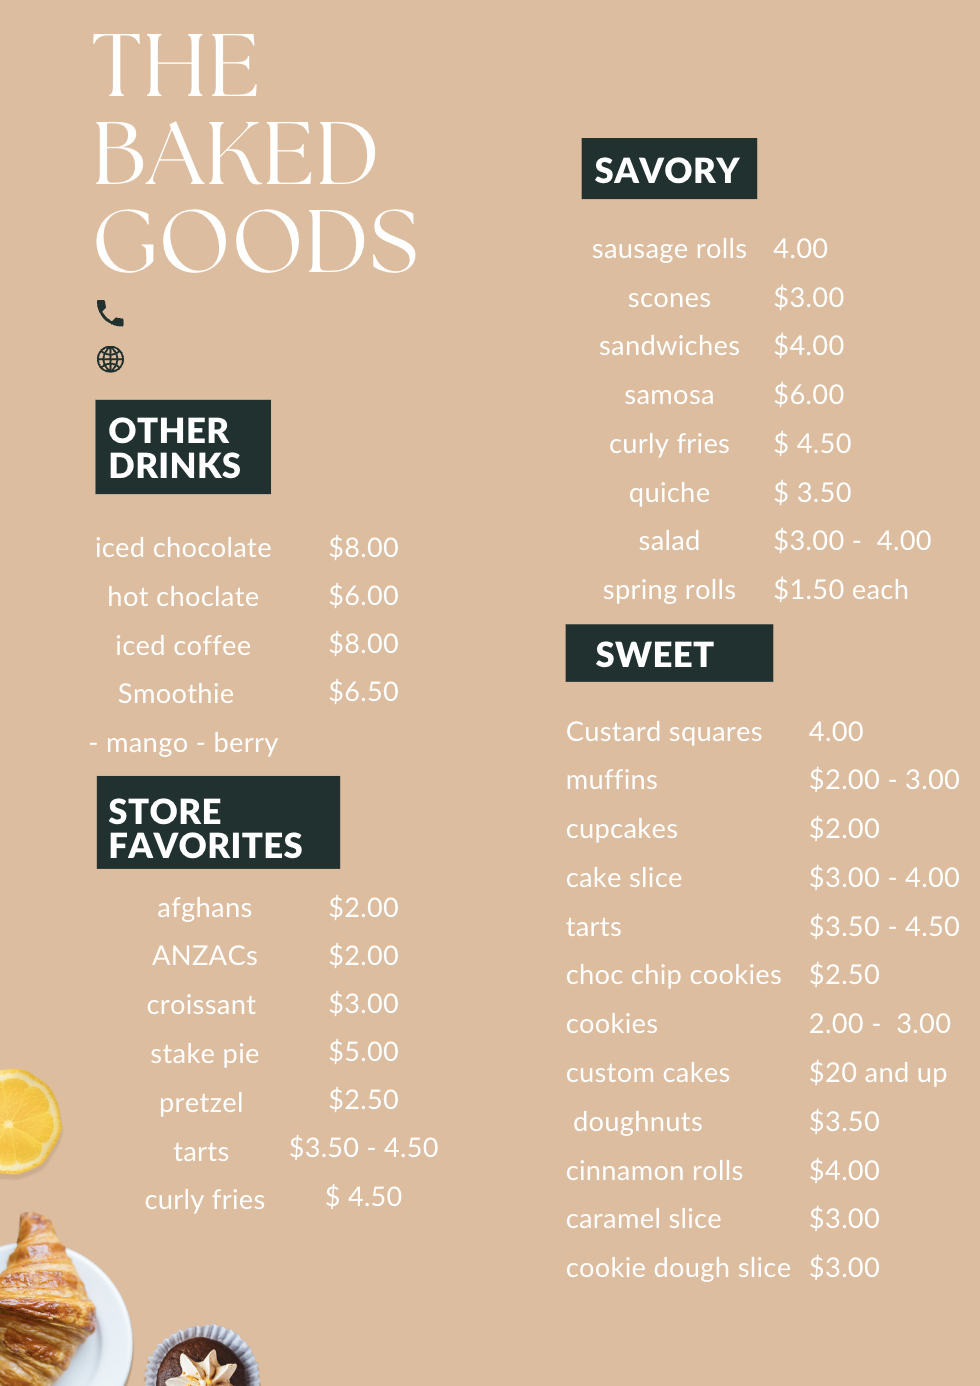 THE
BAKED
GOODS
OTHER
DRINKS
iced chocolate $8.00
hot choclate $6.00
iced coffee $8.00
Smoothie $6.50
- mango - berry
STORE
FAVORITES
afghans $2.00
ANZACs $2.00
croissant $3.00
stake pie $5.00
pretzel $2.50
tarts $3.50 - 4.50
curly fries $ 4.50
SAVORY
sausage rolls 4.00
scones $3.00
sandwiches $4.00
samosa $6.00
curly fries $ 4.50
quiche $ 3.50
salad $3.00 - 4.00
spring rolls $1.50 each
SWEET
Custard squares 4.00
muffins $2.00 - 3.00
cupcakes $2.00
cake slice $3.00 - 4.00
tarts $3.50 - 4.50
choc chip cookies $2.50
cookies 2.00 - 3.00
custom cakes $20 and up
doughnuts $3.50
cinnamon rolls $4.00
caramel slice $3.00
cookie dough slice $3.00